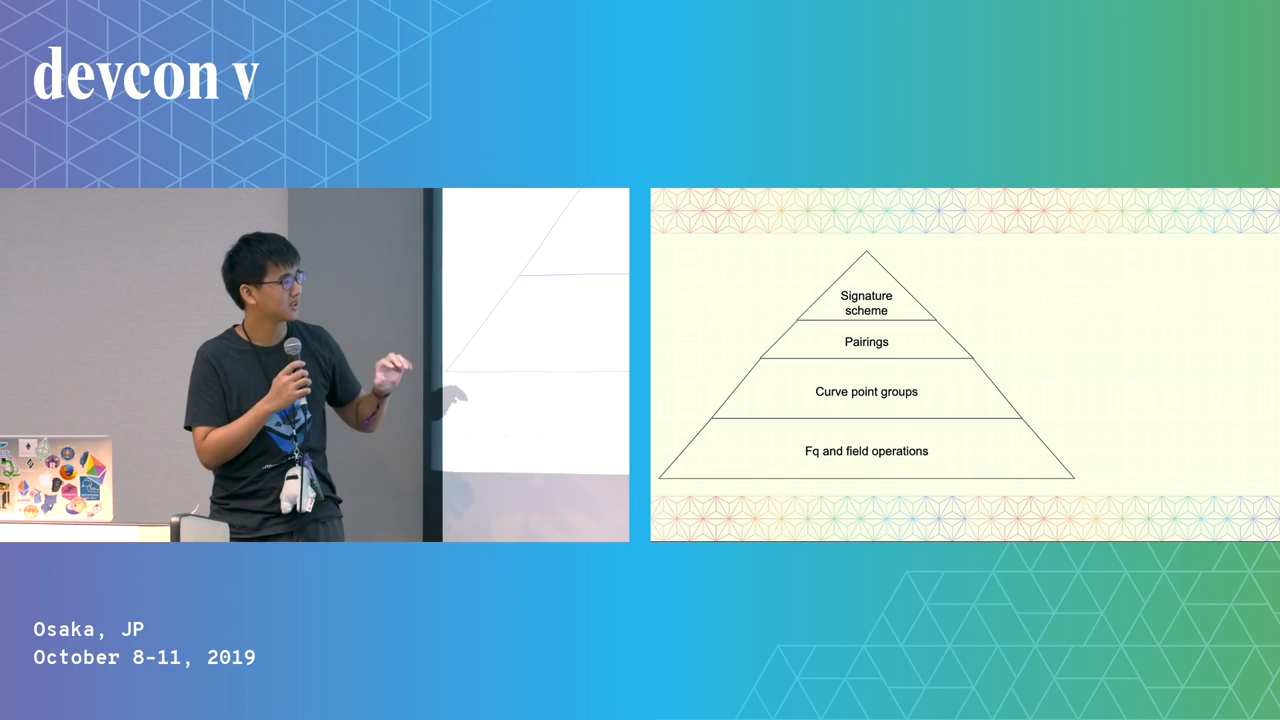 devcon v
Signature
scheme
Pairings
Curve point groups
Fq and field operations
Osaka, JP
October 8-11, 2019